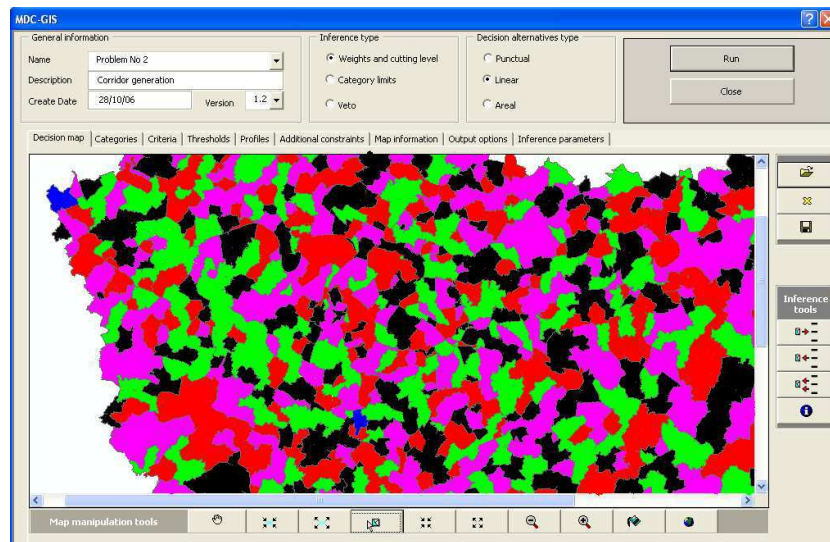 MDC-GIS
General information
Name Problem No 2
Description Corridor generation
Create Date 28/10/06 Version 1.2
Inference type
Weights and cutting level
Category limits
Veto
Decision alternatives type
Punctual
Linear
Areal
Run
Close
Decision map Categories Criteria Thresholds Profiles Additional constraints Map information Output options Inference parameters
Inference
tools
Map manipulation tools